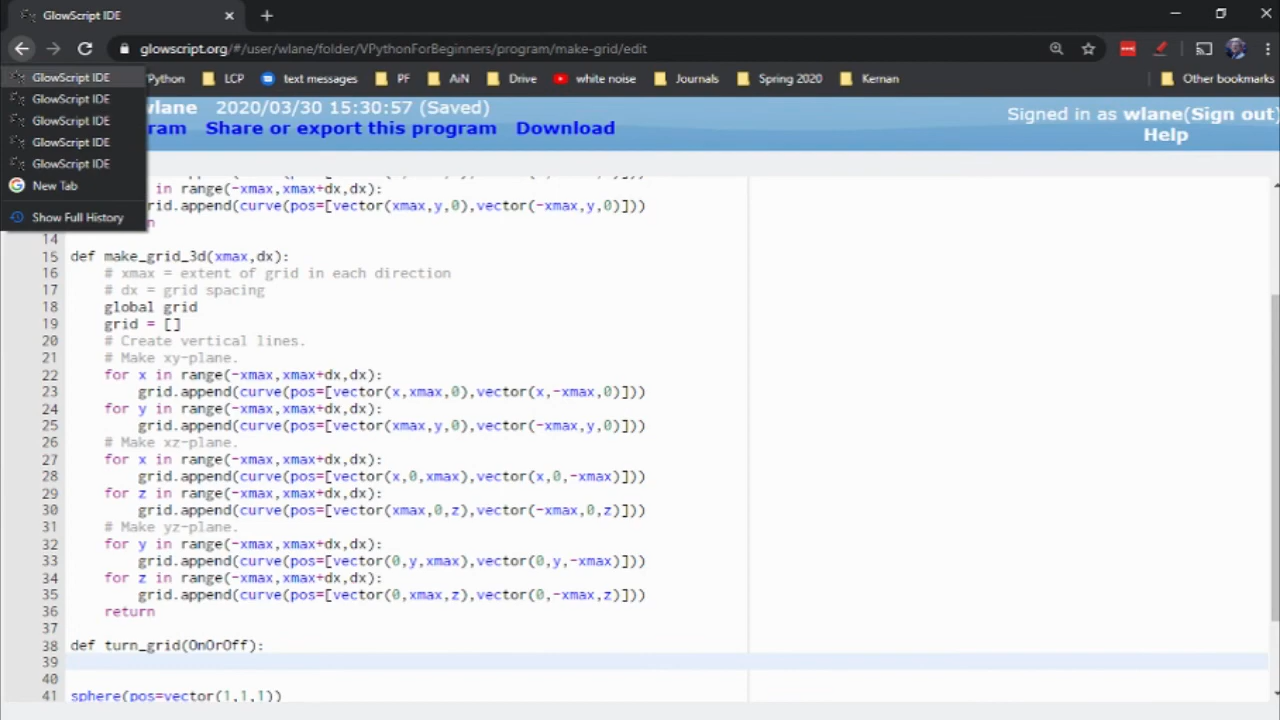 GlowScript IDE
glowscript.org/#/user/wlane/folder/VPythonForBeginners/program/make-grid/edit
GlowScript IDE
Python LCP text messages PF AiN Drive white noise Journals Spring 2020 Kernan Other bookmarks
GlowScript IDE
GlowScript IDE
GlowScript IDE
GlowScript IDE
New Tab
Show Full History
wlane 2020/03/30 15:30:57 (Saved)
ram Share or export this program Download
Signed in as wlane(Sign out)
Help
in range(-xmax,xmax+dx,dx):
rid.append(curve(pos=[vector(xmax,y,0),vector(-xmax,y,0)]))
n
14
15 def make_grid_3d(xmax,dx):
16 # xmax = extent of grid in each direction
17 # dx = grid spacing
18 global grid
19 grid = []
20 # Create vertical lines.
21 # Make xy-plane.
22 for x in range(-xmax,xmax+dx,dx):
23 grid.append(curve(pos=[vector(x,xmax,0),vector(x,-xmax,0)]))
24 for y in range(-xmax,xmax+dx,dx):
25 grid.append(curve(pos=[vector(xmax,y,0),vector(-xmax,y,0)]))
26 # Make xz-plane.
27 for x in range(-xmax,xmax+dx,dx):
28 grid.append(curve(pos=[vector(x,0,xmax),vector(x,0,-xmax)]))
29 for z in range(-xmax,xmax+dx,dx):
30 grid.append(curve(pos=[vector(xmax,0,z),vector(-xmax,0,z)]))
31 # Make yz-plane.
32 for y in range(-xmax,xmax+dx,dx):
33 grid.append(curve(pos=[vector(0,y,xmax),vector(0,y,-xmax)]))
34 for z in range(-xmax,xmax+dx,dx):
35 grid.append(curve(pos=[vector(0,xmax,z),vector(0,-xmax,z)]))
36 return
37
38 def turn_grid(OnOrOff):
39
40
41 sphere(pos=vector(1,1,1))